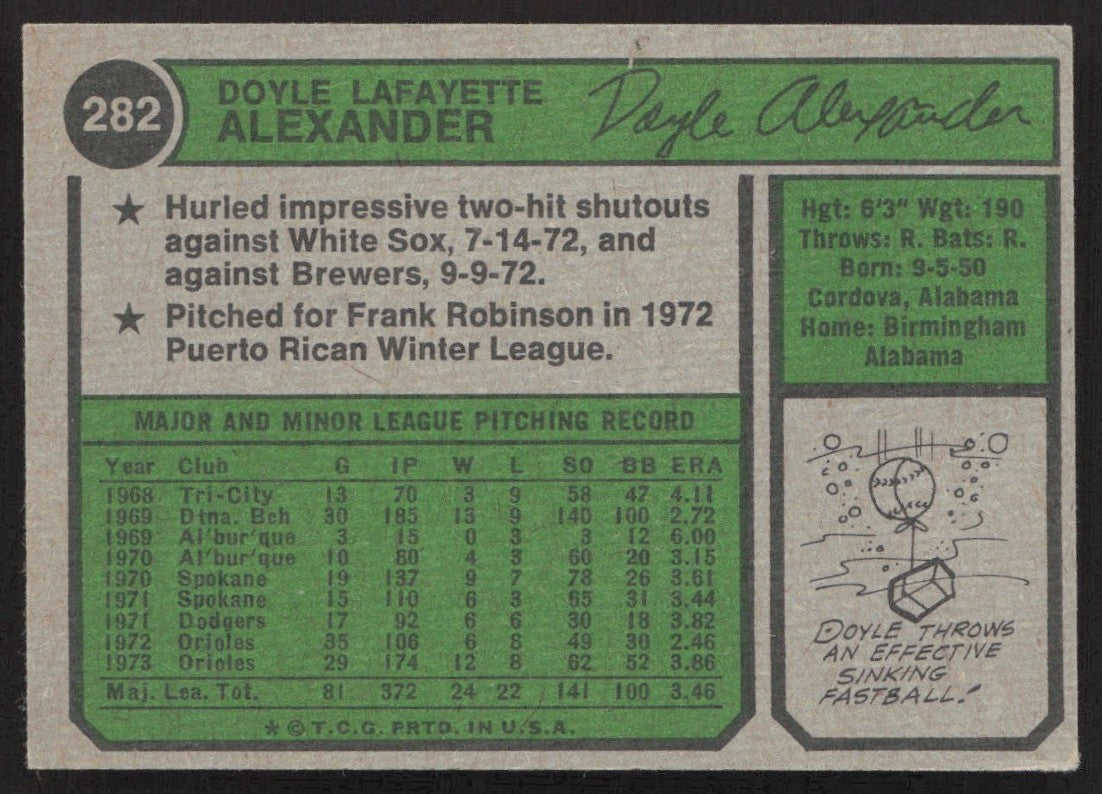 282
DOYLE LAFAYETTE
ALEXANDER
Doyle Alexander
★ Hurled impressive two-hit shutouts
against White Sox, 7-14-72, and
against Brewers, 9-9-72.
★ Pitched for Frank Robinson in 1972
Puerto Rican Winter League.
Hgt: 6'3" Wgt: 190
Throws: R. Bats: R.
Born: 9-5-50
Cordova, Alabama
Home: Birmingham
Alabama
MAJOR AND MINOR LEAGUE PITCHING RECORD
Year Club G IP W L SO BB ERA
1968 Tri-City 13 70 3 9 58 47 4.11
1969 Dtna. Bch 30 185 13 9 140 100 2.72
1969 Al'bur'que 3 15 0 3 3 12 6.00
1970 Al'bur'que 10 80 4 3 60 20 3.15
1970 Spokane 19 137 9 7 78 26 3.61
1971 Spokane 15 110 6 3 65 31 3.44
1971 Dodgers 17 92 6 6 30 18 3.82
1972 Orioles 35 106 6 8 49 30 2.46
1973 Orioles 29 174 12 8 62 52 3.86
Maj. Lea. Tot. 81 372 24 22 141 100 3.46
* © T.C.G. PRTD. IN U.S.A.
DOYLE THROWS
AN EFFECTIVE
SINKING
FASTBALL!